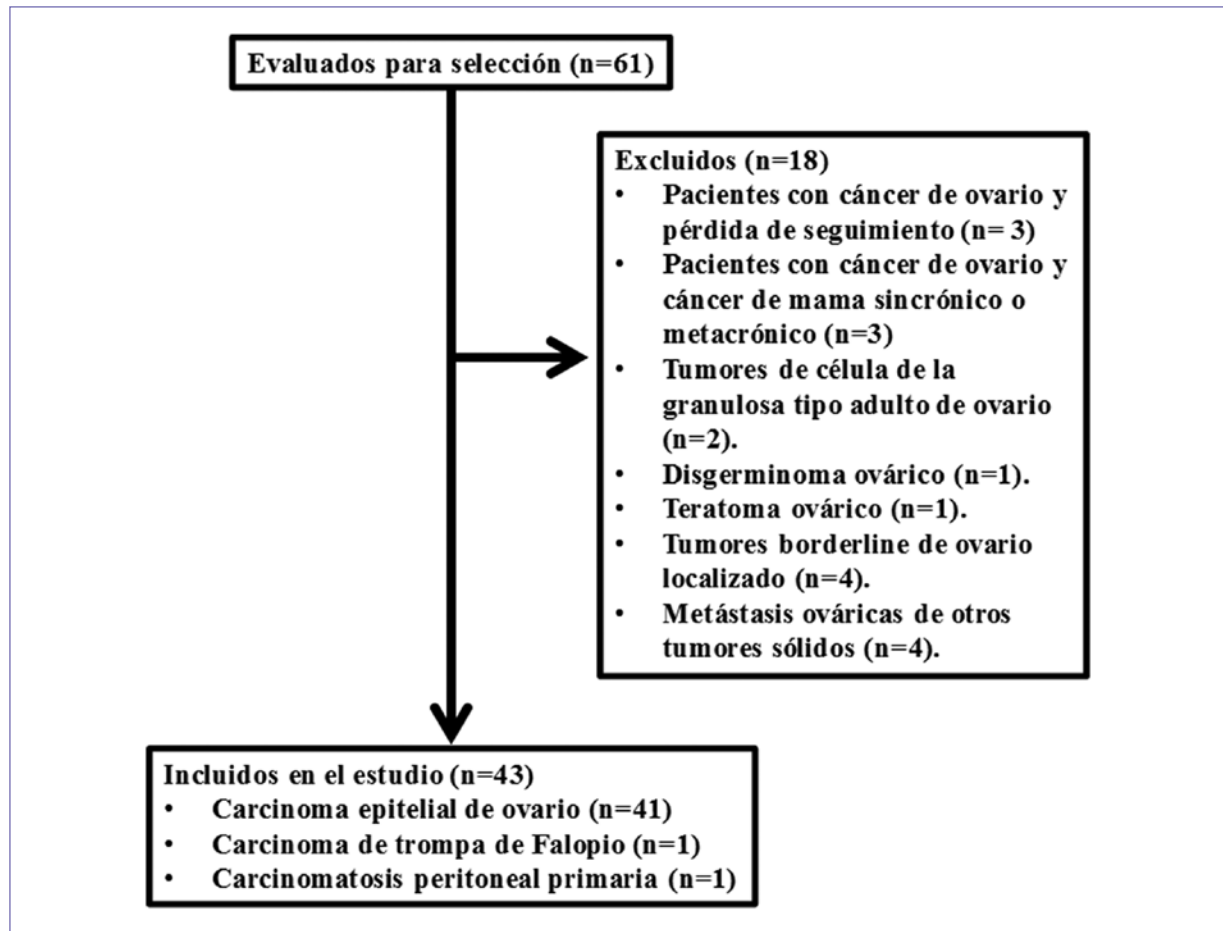 Evaluados para selección (n=61)
Excluidos (n=18)
• Pacientes con cáncer de ovario y
pérdida de seguimiento (n= 3)
• Pacientes con cáncer de ovario y
cáncer de mama sincrónico o
metacrónico (n=3)
• Tumores de célula de la
granulosa tipo adulto de ovario
(n=2).
• Disgerminoma ovárico (n=1).
• Teratoma ovárico (n=1).
• Tumores borderline de ovario
localizado (n=4).
• Metástasis ováricas de otros
tumores sólidos (n=4).
Incluidos en el estudio (n=43)
• Carcinoma epitelial de ovario (n=41)
• Carcinoma de trompa de Falopio (n=1)
• Carcinomatosis peritoneal primaria (n=1)